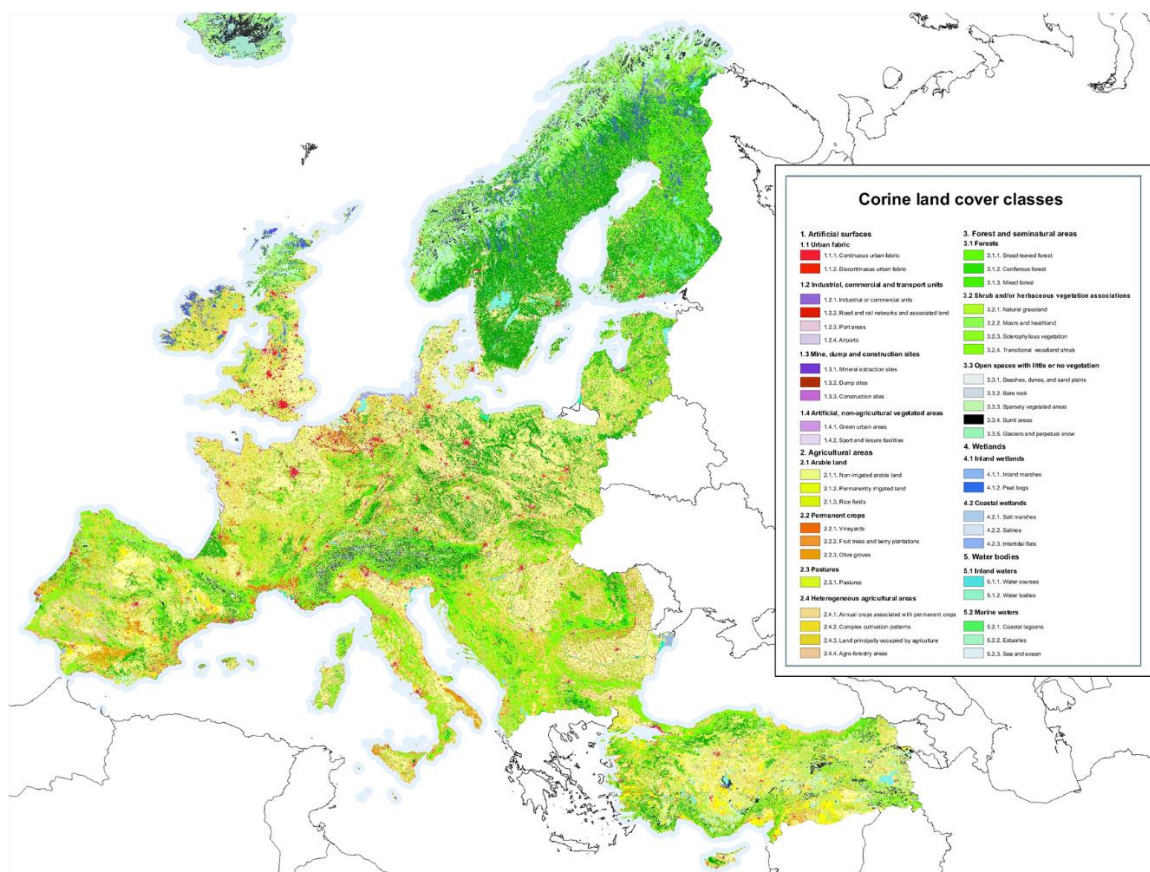 Corine land cover classes
1. Artificial surfaces
1.1 Urban fabric
1.1.1. Continuous urban fabric
1.1.2. Discontinuous urban fabric
1.2 Industrial, commercial and transport units
1.2.1. Industrial or commercial units
1.2.2. Road and rail networks and associated land
1.2.3. Port areas
1.2.4. Airports
1.3 Mine, dump and construction sites
1.3.1. Mineral extraction sites
1.3.2. Dump sites
1.3.3. Construction sites
1.4 Artificial, non-agricultural vegetated areas
1.4.1. Green urban areas
1.4.2. Sport and leisure facilities
2. Agricultural areas
2.1 Arable land
2.1.1. Non-irrigated arable land
2.1.2. Permanently irrigated land
2.1.3. Rice fields
2.2 Permanent crops
2.2.1. Vineyards
2.2.2. Fruit trees and berry plantations
2.2.3. Olive groves
2.3 Pastures
2.3.1. Pastures
2.4 Heterogeneous agricultural areas
2.4.1. Annual crops associated with permanent crops
2.4.2. Complex cultivation patterns
2.4.3. Land principally occupied by agriculture
2.4.4. Agro-forestry areas
3. Forest and seminatural areas
3.1 Forests
3.1.1. Broad-leaved forest
3.1.2. Coniferous forest
3.1.3. Mixed forest
3.2 Shrub and/or herbaceous vegetation associations
3.2.1. Natural grassland
3.2.2. Moors and heathland
3.2.3. Sclerophyllous vegetation
3.2.4. Transitional woodland shrub
3.3 Open spaces with little or no vegetation
3.3.1. Beaches, dunes, and sand plains
3.3.2. Bare rock
3.3.3. Sparsely vegetated areas
3.3.4. Burnt areas
3.3.5. Glaciers and perpetual snow
4. Wetlands
4.1 Inland wetlands
4.1.1. Inland marshes
4.1.2. Peat bogs
4.2 Coastal wetlands
4.2.1. Salt marshes
4.2.2. Salines
4.2.3. Intertidal flats
5. Water bodies
5.1 Inland waters
5.1.1. Water courses
5.1.2. Water bodies
5.2 Marine waters
5.2.1. Coastal lagoons
5.2.2. Estuaries
5.2.3. Sea and ocean